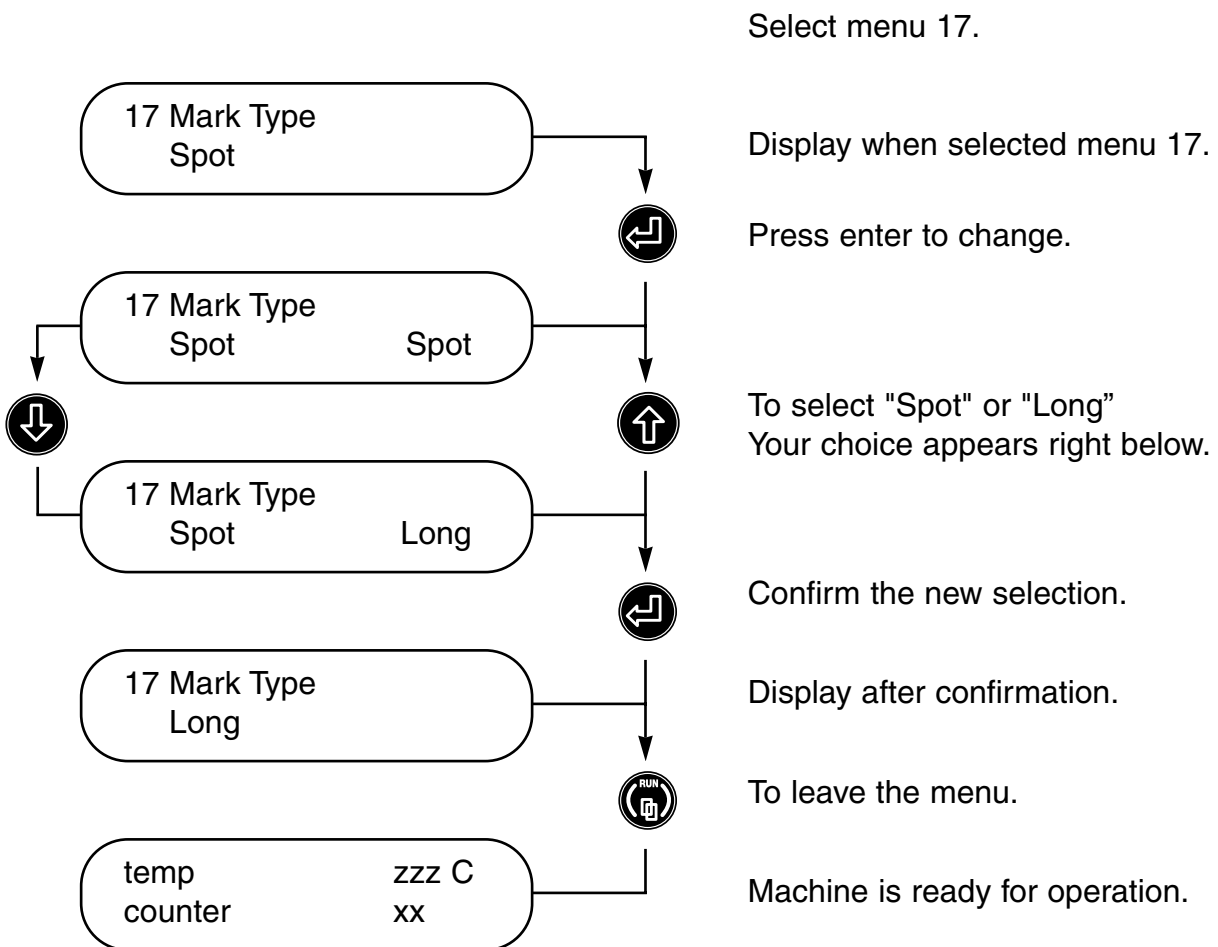 Select menu 17.
17 Mark Type
Spot
Display when selected menu 17.
Press enter to change.
17 Mark Type
Spot Spot
To select "Spot" or "Long”
Your choice appears right below.
17 Mark Type
Spot Long
Confirm the new selection.
17 Mark Type
Long
Display after confirmation.
RUN
To leave the menu.
temp zzz C
counter xx
Machine is ready for operation.